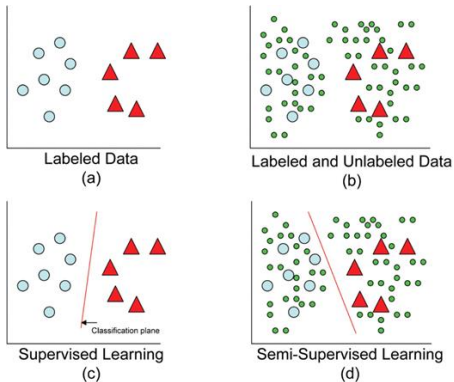 Labeled Data
(a)
Labeled and Unlabeled Data
(b)
Classification plane
Supervised Learning
(c)
Semi-Supervised Learning
(d)